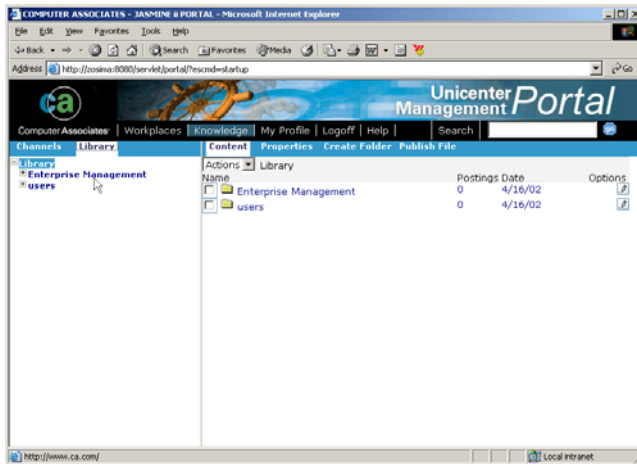 COMPUTER ASSOCIATES - JASMINE ii PORTAL - Microsoft Internet Explorer
File Edit View Favorites Tools Help
Back Search Favorites Media
Address http://zosima:8080/servlet/portal/?escmd=startup Go
ca
Unicenter Management Portal
Computer Associates Workplaces | Knowledge | My Profile | Logoff | Help | Search
Channels Library Content Properties Create Folder Publish File
Library
Enterprise Management
users
Actions Library
Name Postings Date Options
Enterprise Management 0 4/16/02
users 0 4/16/02
http://www.ca.com/ Local intranet